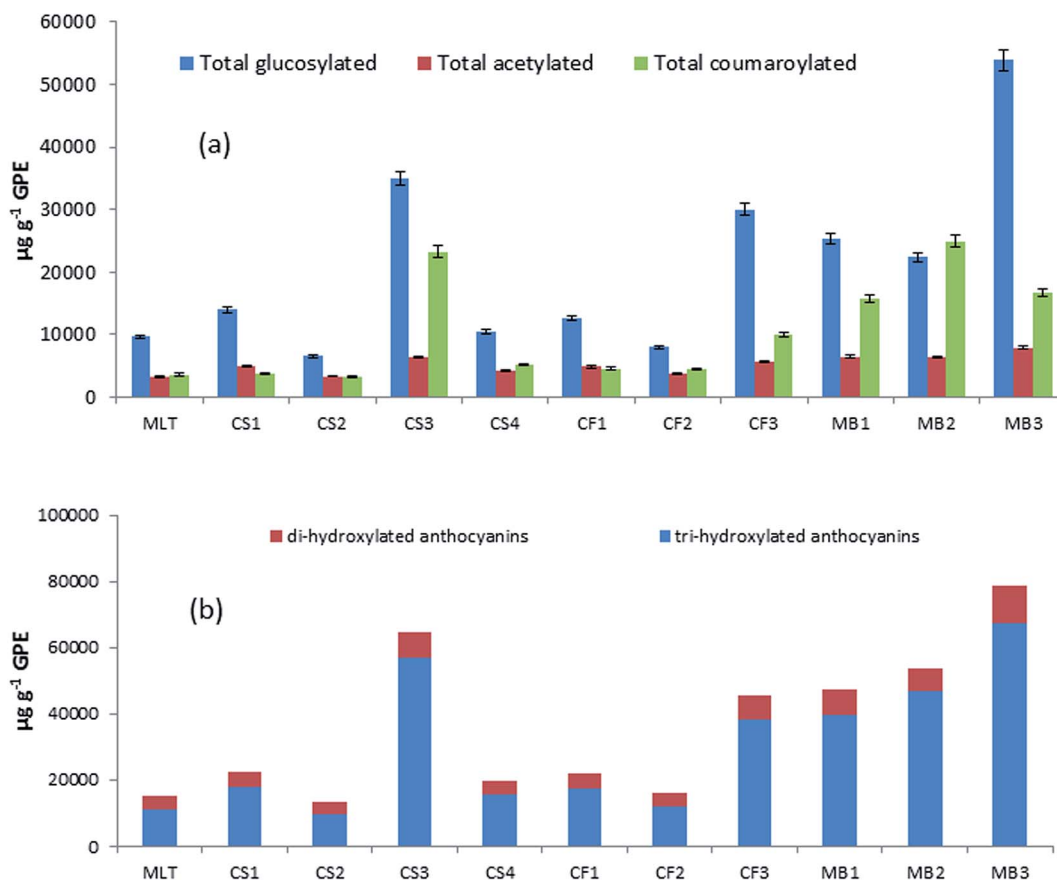 60000
50000
40000
30000
20000
10000
0
µg g-1 GPE
Total glucosylated Total acetylated Total coumaroylated
(a)
MLT CS1 CS2 CS3 CS4 CF1 CF2 CF3 MB1 MB2 MB3
100000
80000
60000
40000
20000
0
µg g-1 GPE
di-hydroxylated anthocyanins tri-hydroxylated anthocyanins
(b)
MLT CS1 CS2 CS3 CS4 CF1 CF2 CF3 MB1 MB2 MB3